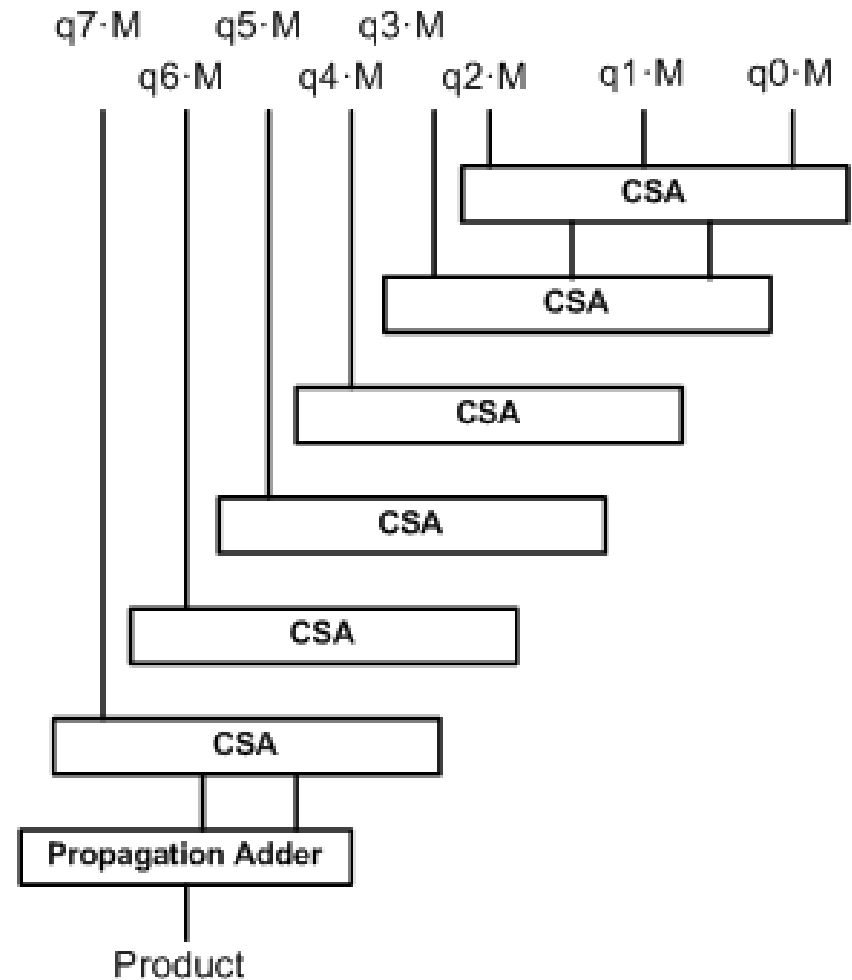 q7·M q5·M q3·M
q6·M q4·M q2·M q1·M q0·M
CSA
CSA
CSA
CSA
CSA
CSA
Propagation Adder
Product